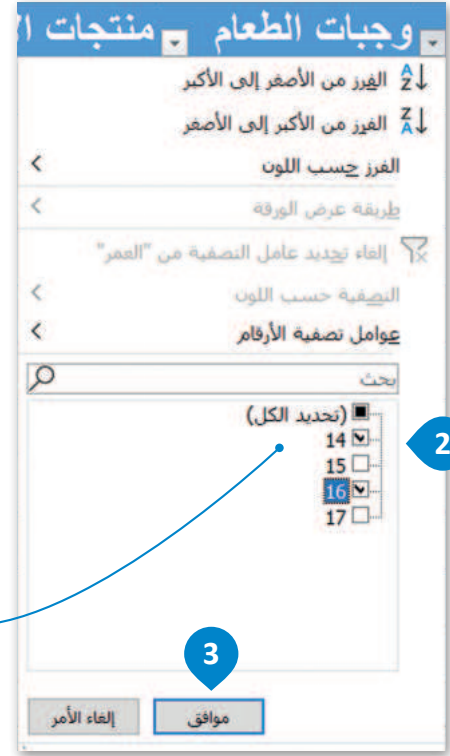 وجبات الطعام منتجات ا
الفرز من الأصغر إلى الأكبر
الفرز من الأكبر إلى الأصغر
الفرز حسب اللون
طريقة عرض الورقة
إلغاء تحديد عامل التصفية من "العمر"
التصفية حسب اللون
عوامل تصفية الأرقام
بحث
(تحديد الكل)
14
2
15
16
17
3
موافق
إلغاء الأمر